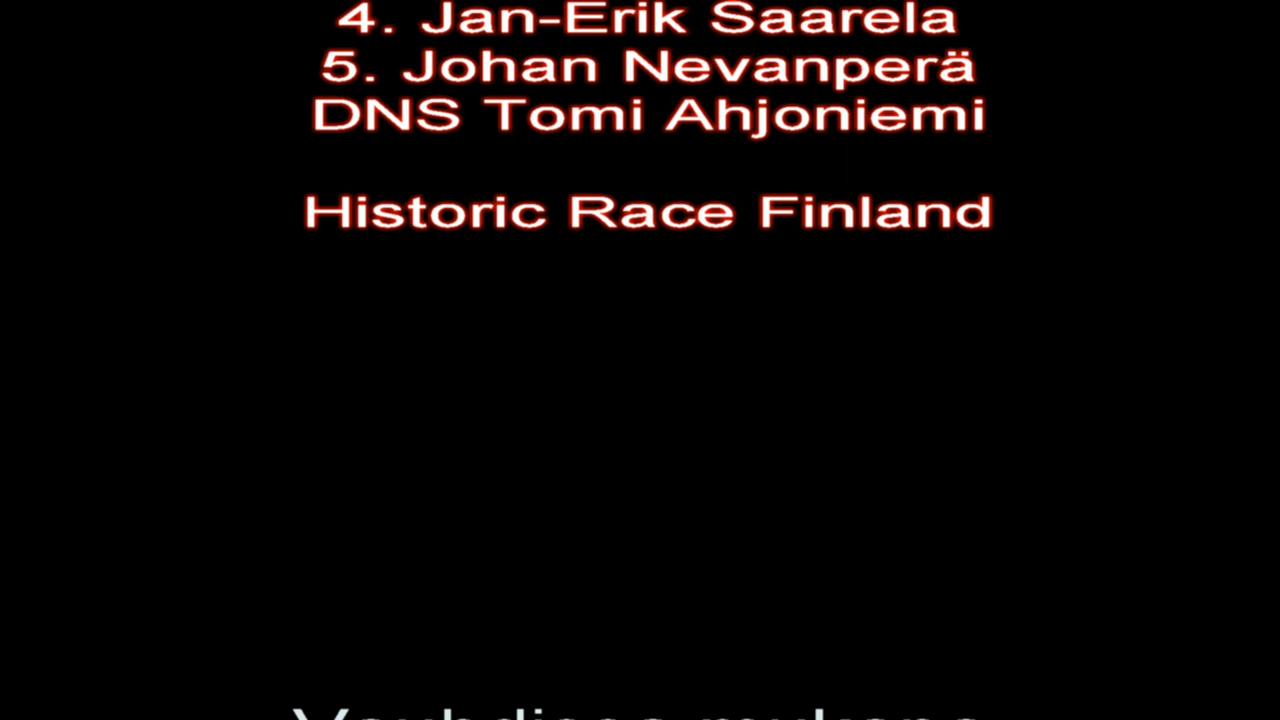 4. Jan-Erik Saarela
5. Johan Nevanperä
DNS Tomi Ahjoniemi
Historic Race Finland